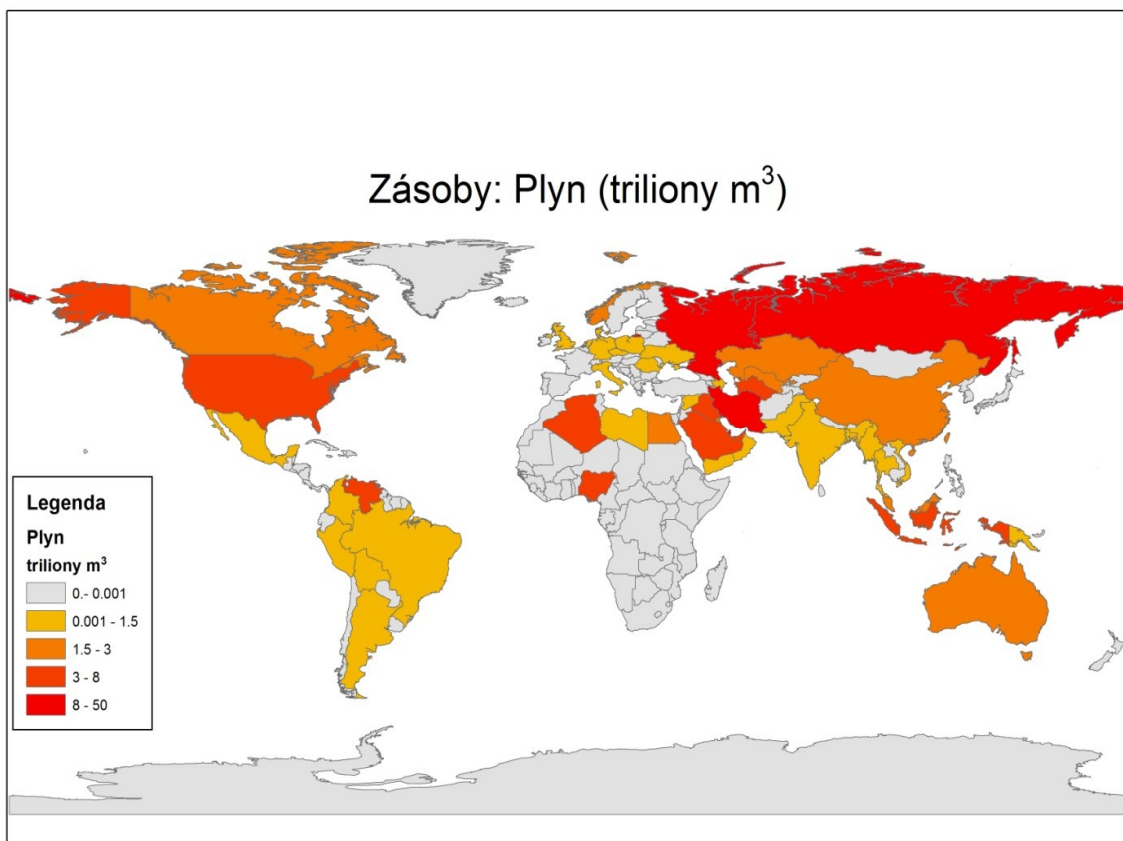 Zásoby: Plyn (triliony m³)
Legenda
Plyn
triliony m³
0.- 0.001
0.001 - 1.5
1.5 - 3
3 - 8
8 - 50